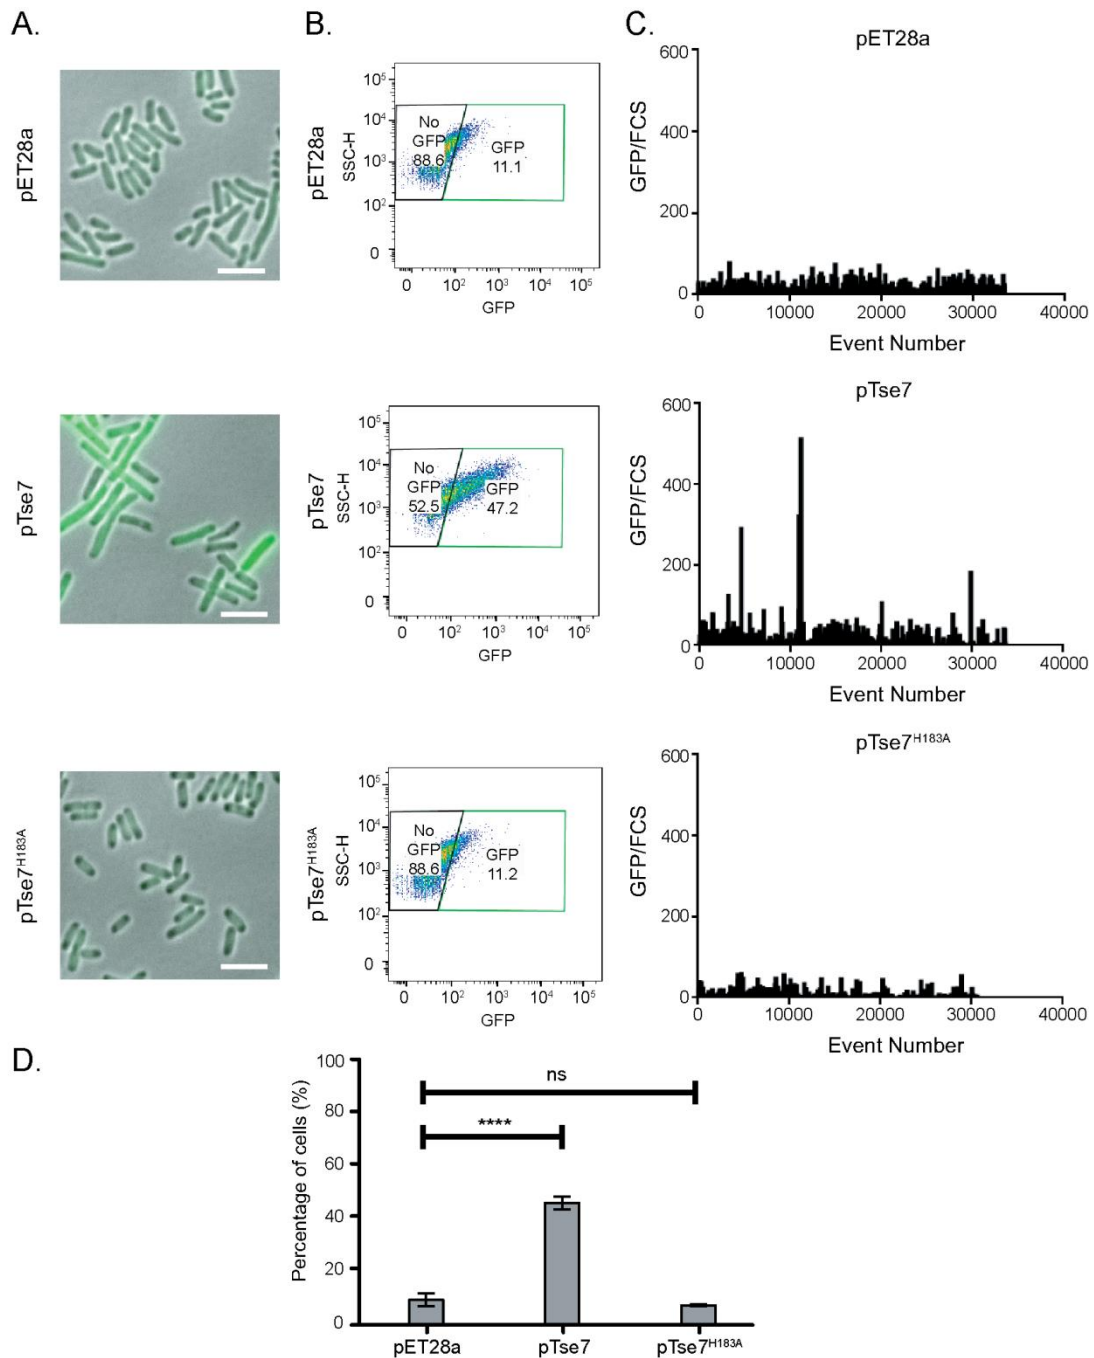 A.
B.
C.
pET28a
pET28a
SSC-H
10⁵
10⁴
10³
10²
0
No
GFP
88.6
GFP
11.1
0 10² 10³ 10⁴ 10⁵
GFP
pET28a
GFP/FCS
600
400
200
0
0 10000 20000 30000 40000
Event Number
pTse7
pTse7
SSC-H
10⁵
10⁴
10³
10²
0
No
GFP
52.5
GFP
47.2
0 10² 10³ 10⁴ 10⁵
GFP
pTse7
GFP/FCS
600
400
200
0
0 10000 20000 30000 40000
Event Number
pTse7ᴴ¹⁸³ᴬ
pTse7ᴴ¹⁸³ᴬ
SSC-H
10⁵
10⁴
10³
10²
0
No
GFP
88.6
GFP
11.2
0 10² 10³ 10⁴ 10⁵
GFP
pTse7ᴴ¹⁸³ᴬ
GFP/FCS
600
400
200
0
0 10000 20000 30000 40000
Event Number
D.
Percentage of cells (%)
100
80
60
40
20
0
ns
****
pET28a pTse7 pTse7ᴴ¹⁸³ᴬ